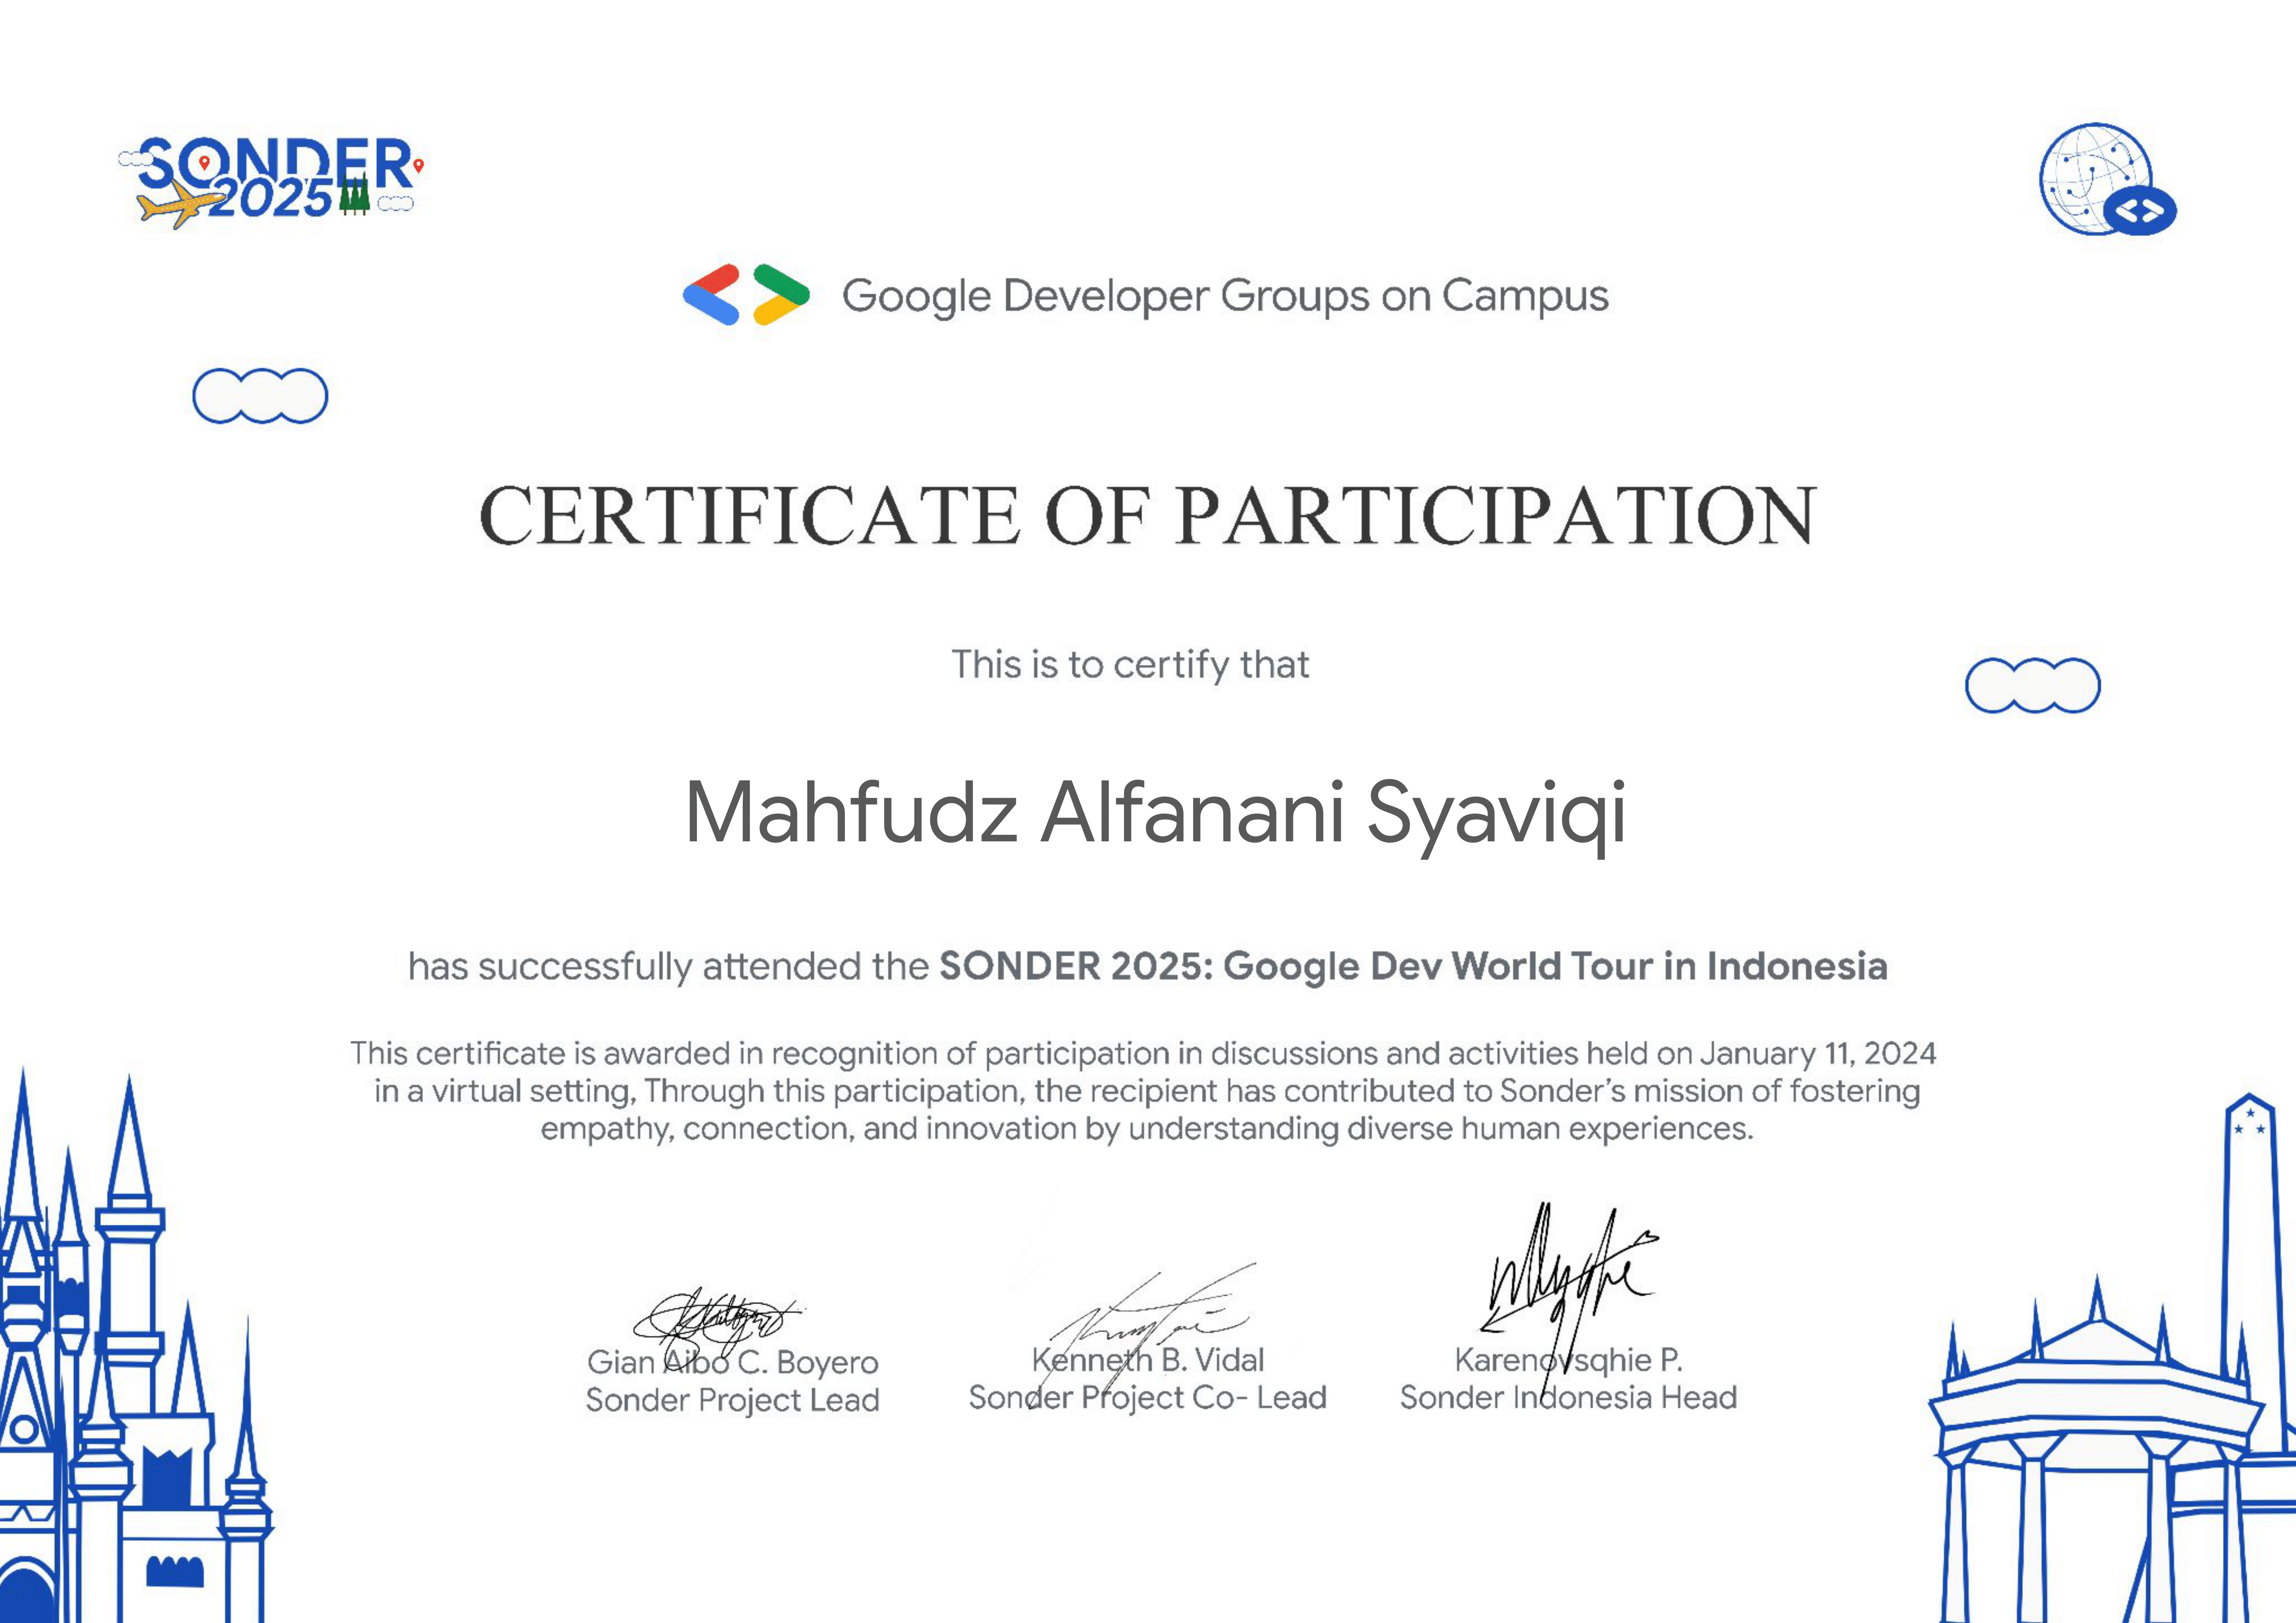 SONDER
2025
Google Developer Groups on Campus
CERTIFICATE OF PARTICIPATION
This is to certify that
Mahfudz Alfanani Syaviqi
has successfully attended the SONDER 2025: Google Dev World Tour in Indonesia
This certificate is awarded in recognition of participation in discussions and activities held on January 11, 2024
in a virtual setting, Through this participation, the recipient has contributed to Sonder’s mission of fostering
empathy, connection, and innovation by understanding diverse human experiences.
Gian Aibo C. Boyero
Sonder Project Lead
Kenneth B. Vidal
Sonder Project Co- Lead
Karenovsqhie P.
Sonder Indonesia Head